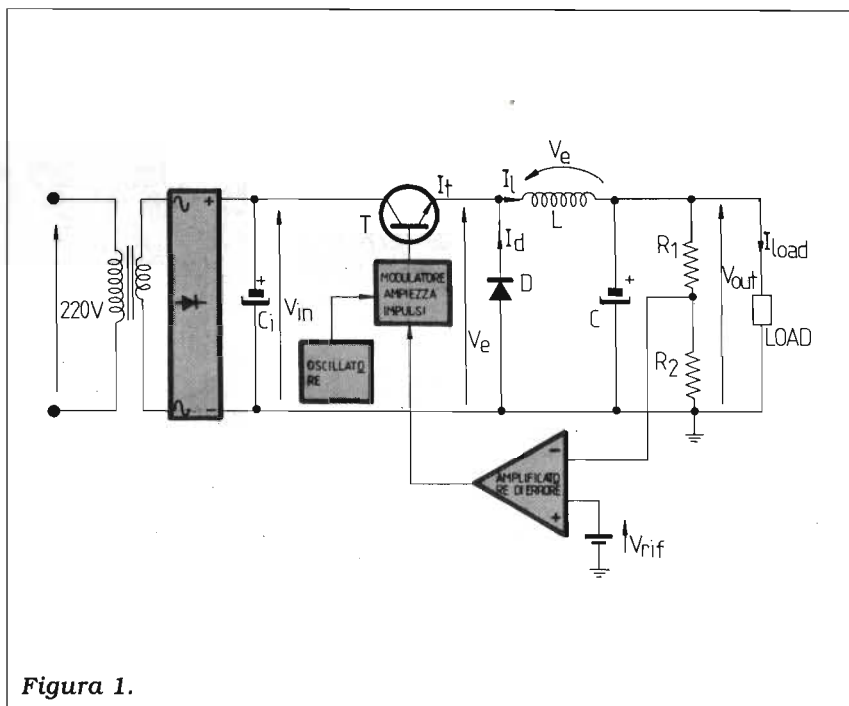 220V
+
-
Ci
+
Vin
T
It
MODULATORE
AMPIEZZA
IMPULSI
OSCILLATO
RE
Ve
Id
D
Il
Ve
L
C
+
R1
R2
Vout
Iload
LOAD
AMPLIFICATO
RE DI ERRORE
-
+
Vrif
Figura 1.